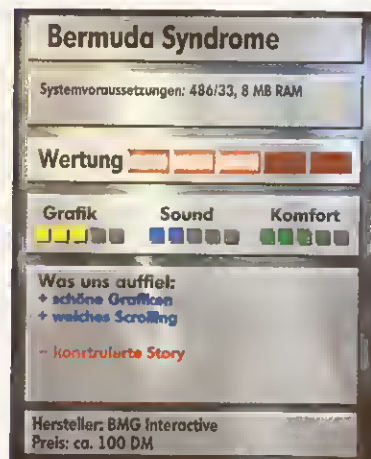 Bermuda Syndrome
Systemvoraussetzungen: 486/33, 8 MB RAM
Wertung
Grafik Sound Komfort
Was uns auffiel:
+ schöne Grafiken
+ weiches Scrolling
- konstruierte Story
Hersteller: BMG Interactive
Preis: ca. 100 DM